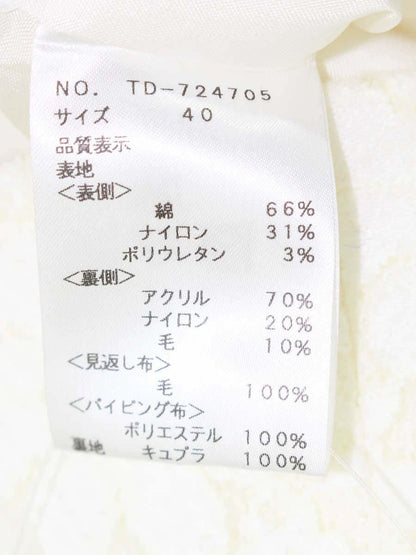 NO. TD-724705
サイズ 40
品質表示
表地
<表側>
綿 66%
ナイロン 31%
ポリウレタン 3%
<裏側>
アクリル 70%
ナイロン 20%
毛 10%
<見返し布>
毛 100%
<パイピング布>
ポリエステル 100%
裏地 キュプラ 100%